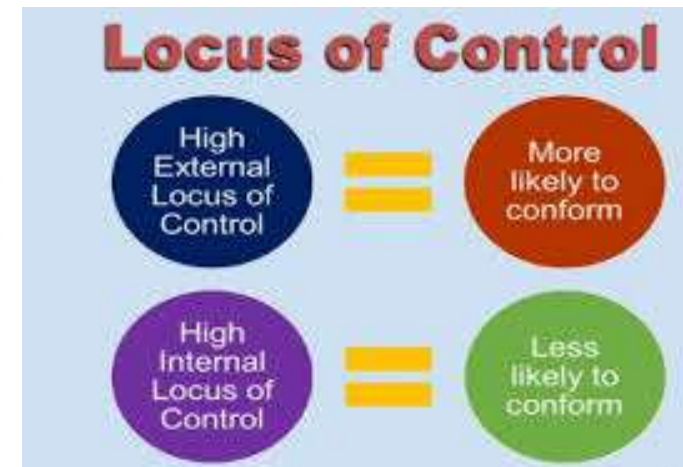 Locus of Control
High
External
Locus of
Control
More
likely to
conform
High
Internal
Locus of
Control
Less
likely to
conform